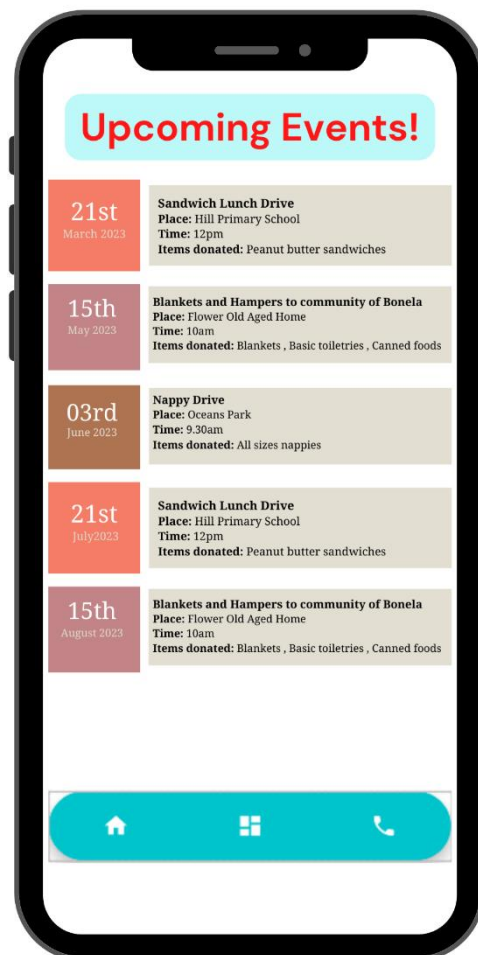 Upcoming Events!
21st
March 2023
Sandwich Lunch Drive
Place: Hill Primary School
Time: 12pm
Items donated: Peanut butter sandwiches
15th
May 2023
Blankets and Hampers to community of Bonela
Place: Flower Old Aged Home
Time: 10am
Items donated: Blankets , Basic toiletries , Canned foods
03rd
June 2023
Nappy Drive
Place: Oceans Park
Time: 9.30am
Items donated: All sizes nappies
21st
July2023
Sandwich Lunch Drive
Place: Hill Primary School
Time: 12pm
Items donated: Peanut butter sandwiches
15th
August 2023
Blankets and Hampers to community of Bonela
Place: Flower Old Aged Home
Time: 10am
Items donated: Blankets , Basic toiletries , Canned foods